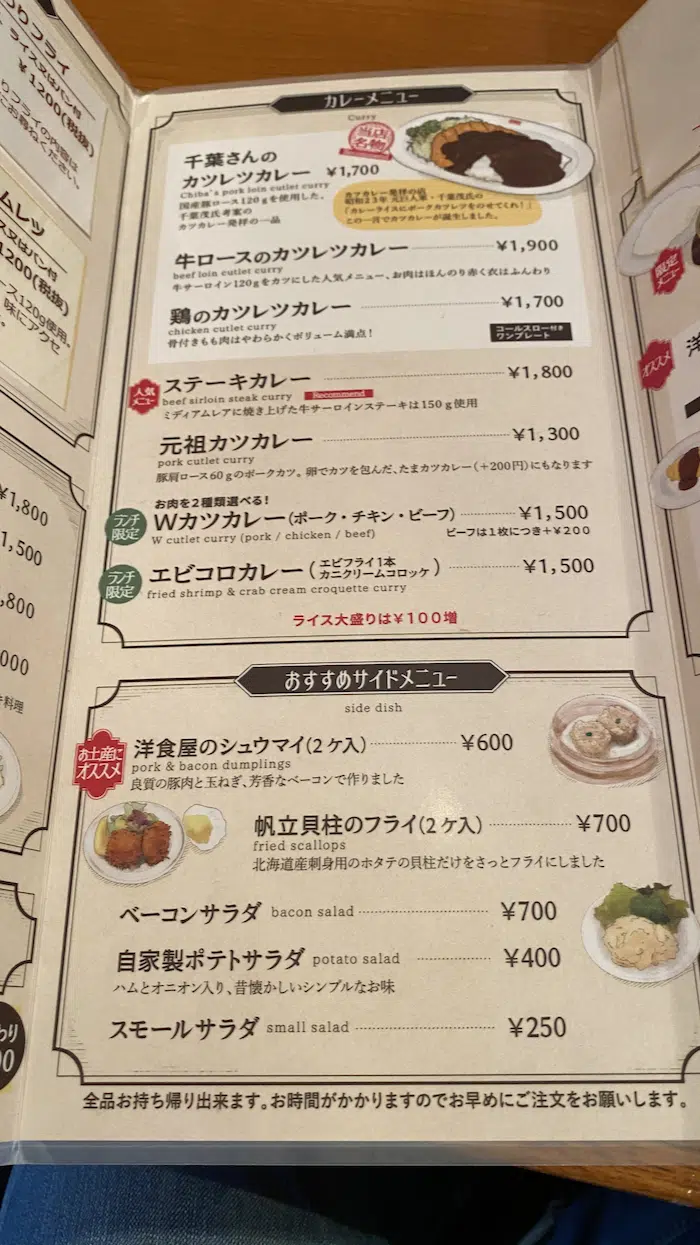 りフライ
ライス又はパン付
¥1200(税抜)
りフライの内容は
にお尋ねください。
ムレツ
ス又はパン付
1200(税抜)
ース120g使用。
味にアクセ
¥1,800
1,500
,800
000
料理
わり
00
カレーメニュー
Curry
当店名物
千葉さんの
カツレツカレー ¥1,700
Chiba's pork loin cutlet curry
国産豚ロース120gを使用した、
千葉茂氏考案の
カツカレー発祥の一品
カツカレー発祥の店
昭和23年 元巨人軍・千葉茂氏の
「カレーライスにポークカツレツをのせてくれ!」
この一言でカツカレーが誕生しました。
牛ロースのカツレツカレー ¥1,900
beef loin cutlet curry
牛サーロイン120gをカツにした人気メニュー、お肉はほんのり赤く衣はふんわり
鶏のカツレツカレー ¥1,700
chicken cutlet curry
骨付きもも肉はやわらかくボリューム満点!
コールスロー付き
ワンプレート
人気
メニュー
ステーキカレー ¥1,800
beef sirloin steak curry Recommend
ミディアムレアに焼き上げた牛サーロインステーキは150g使用
元祖カツカレー ¥1,300
pork cutlet curry
豚肩ロース60gのポークカツ。卵でカツを包んだ、たまカツカレー(+200円)にもなります
お肉を2種類選べる!
ランチ
限定
Wカツカレー(ポーク・チキン・ビーフ) ¥1,500
W cutlet curry (pork / chicken / beef) ビーフは1枚につき+¥200
ランチ
限定
エビコロカレー(エビフライ1本
カニクリームコロッケ) ¥1,500
fried shrimp & crab cream croquette curry
ライス大盛りは¥100増
おすすめサイドメニュー
side dish
お土産に
オススメ
洋食屋のシュウマイ(2ケ入) ¥600
pork & bacon dumplings
良質の豚肉と玉ねぎ、芳香なベーコンで作りました
帆立貝柱のフライ(2ケ入) ¥700
fried scallops
北海道産刺身用のホタテの貝柱だけをさっとフライにしました
ベーコンサラダ bacon salad ¥700
自家製ポテトサラダ potato salad ¥400
ハムとオニオン入り、昔懐かしいシンプルなお味
スモールサラダ small salad ¥250
全品お持ち帰り出来ます。お時間がかかりますのでお早めにご注文をお願いします。
限定
メニュー
オススメ
洋